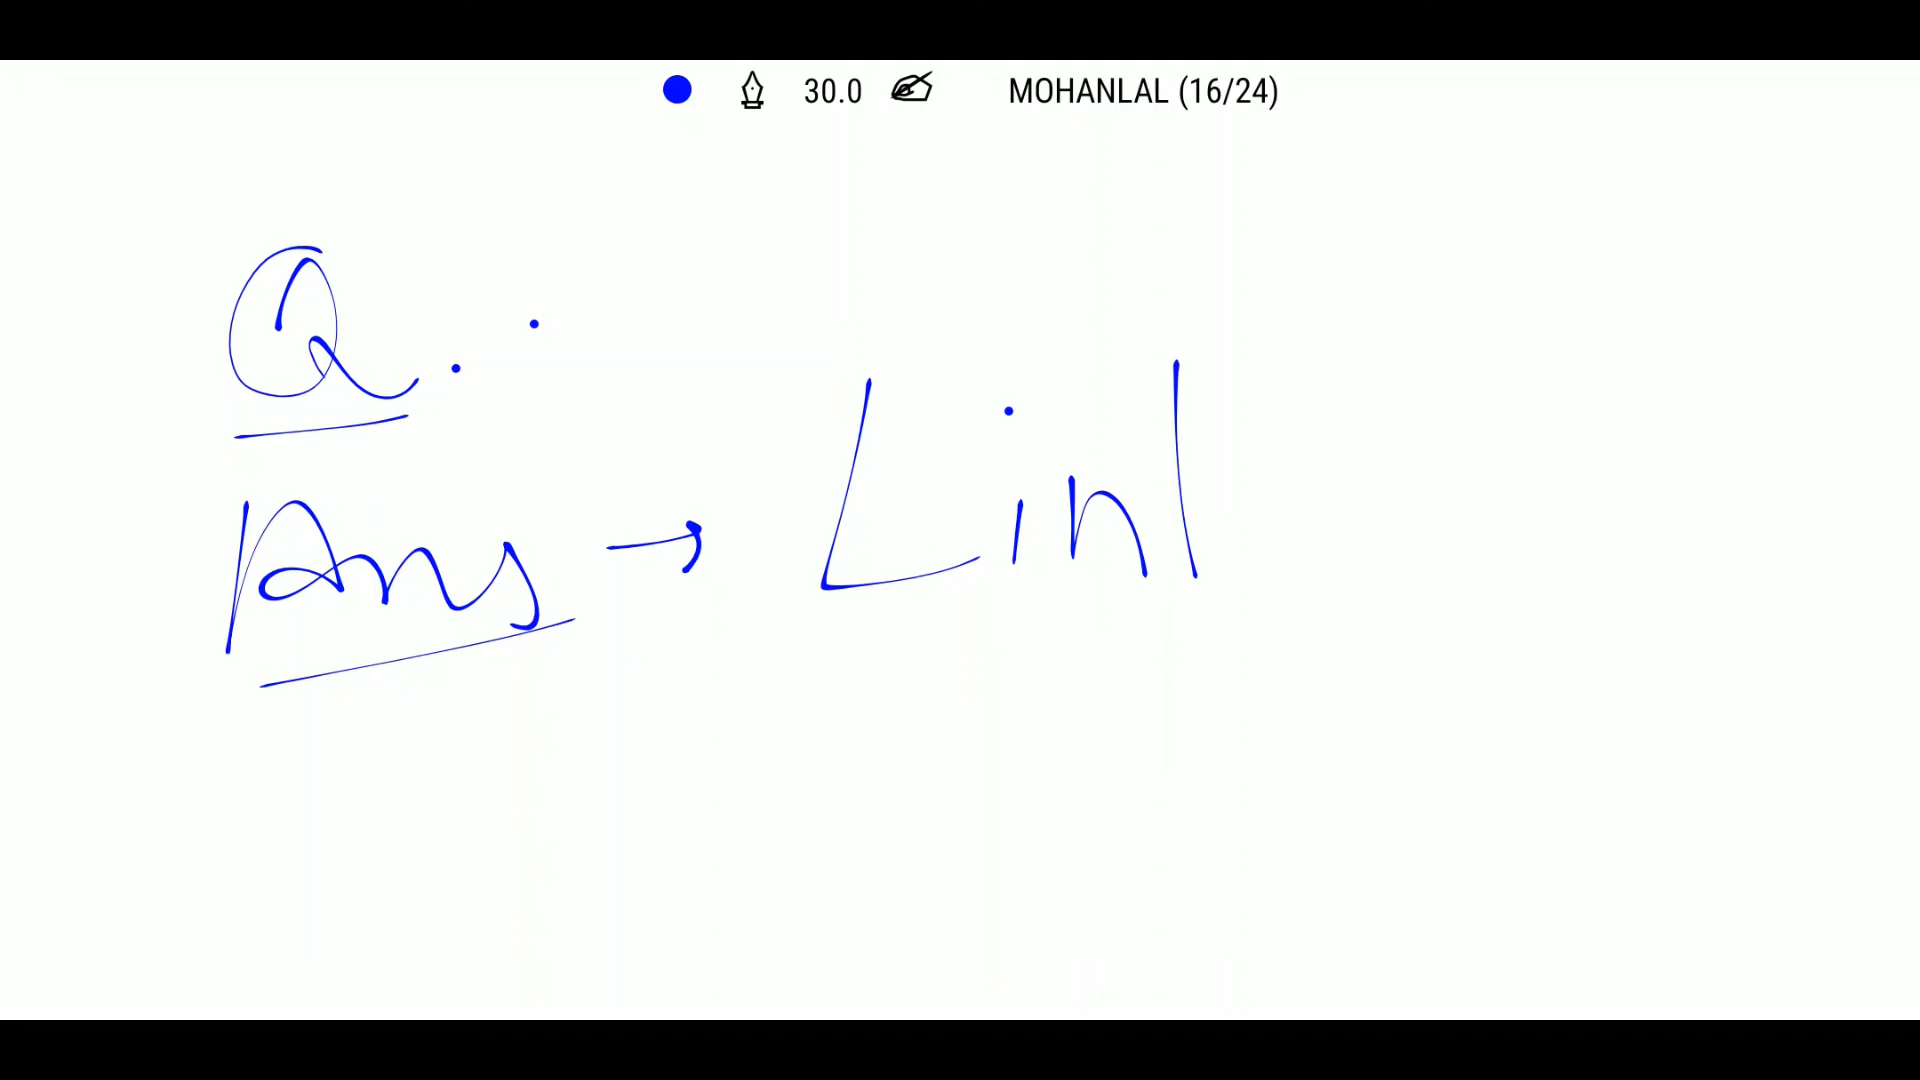 30.0 MOHANLAL (16/24)
Q.
Ans → Linl